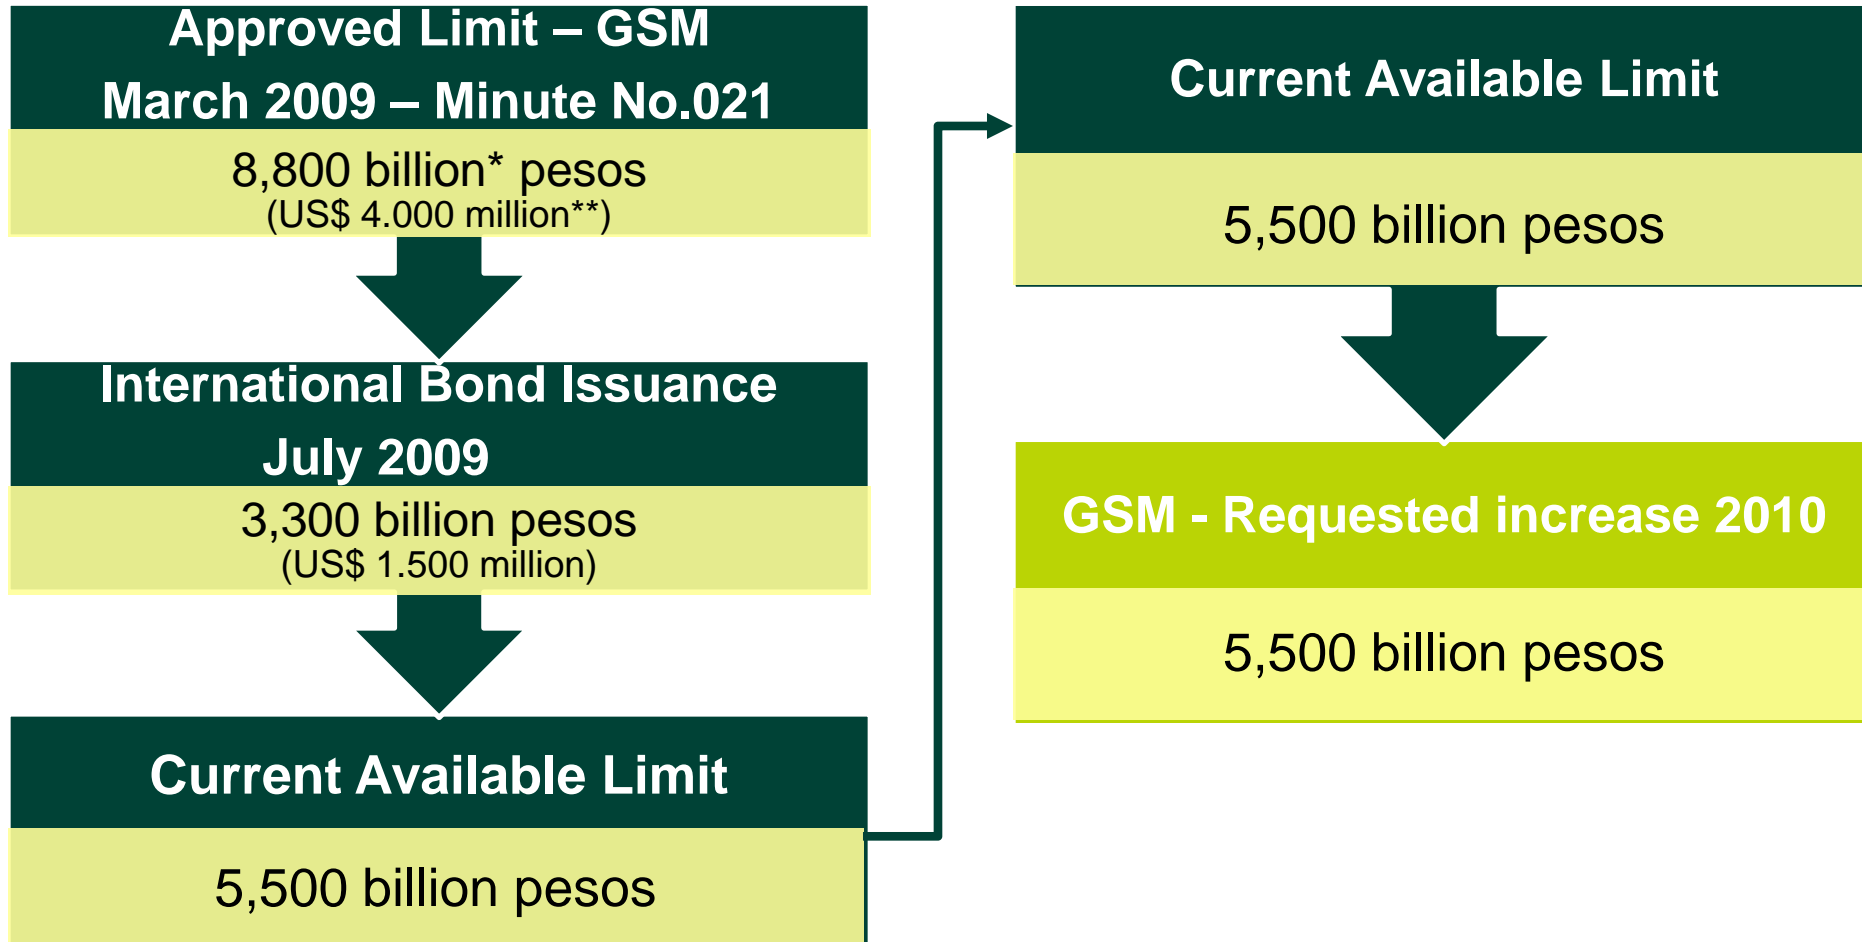 Approved Limit – GSM
March 2009 – Minute No.021
8,800 billion* pesos
(US$ 4.000 million**)
International Bond Issuance
July 2009
3,300 billion pesos
(US$ 1.500 million)
Current Available Limit
5,500 billion pesos
Current Available Limit
5,500 billion pesos
GSM - Requested increase 2010
5,500 billion pesos